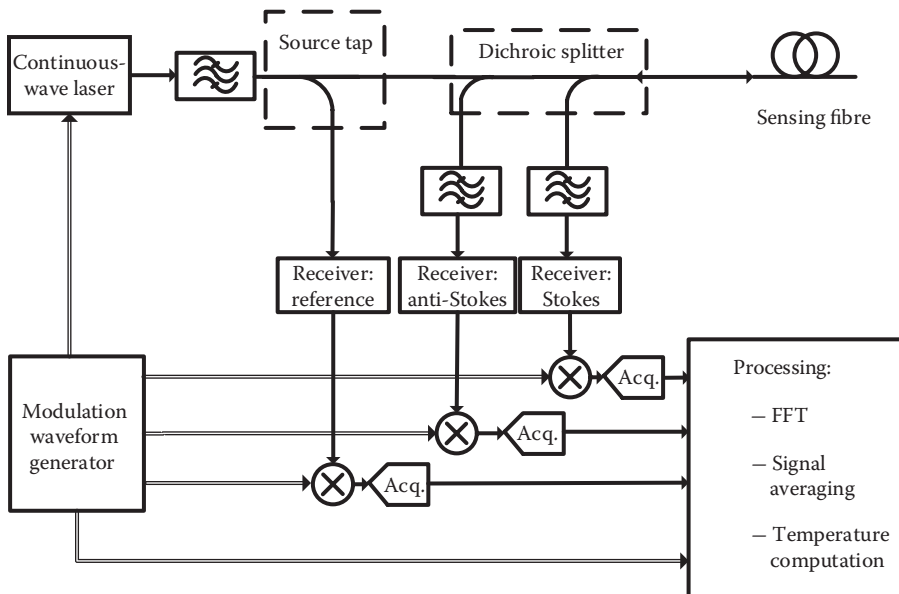 Continuous-
wave laser
Source tap
Dichroic splitter
Sensing fibre
Receiver:
reference
Receiver:
anti-Stokes
Receiver:
Stokes
Modulation
waveform
generator
Acq.
Acq.
Acq.
Processing:
– FFT
– Signal
averaging
– Temperature
computation